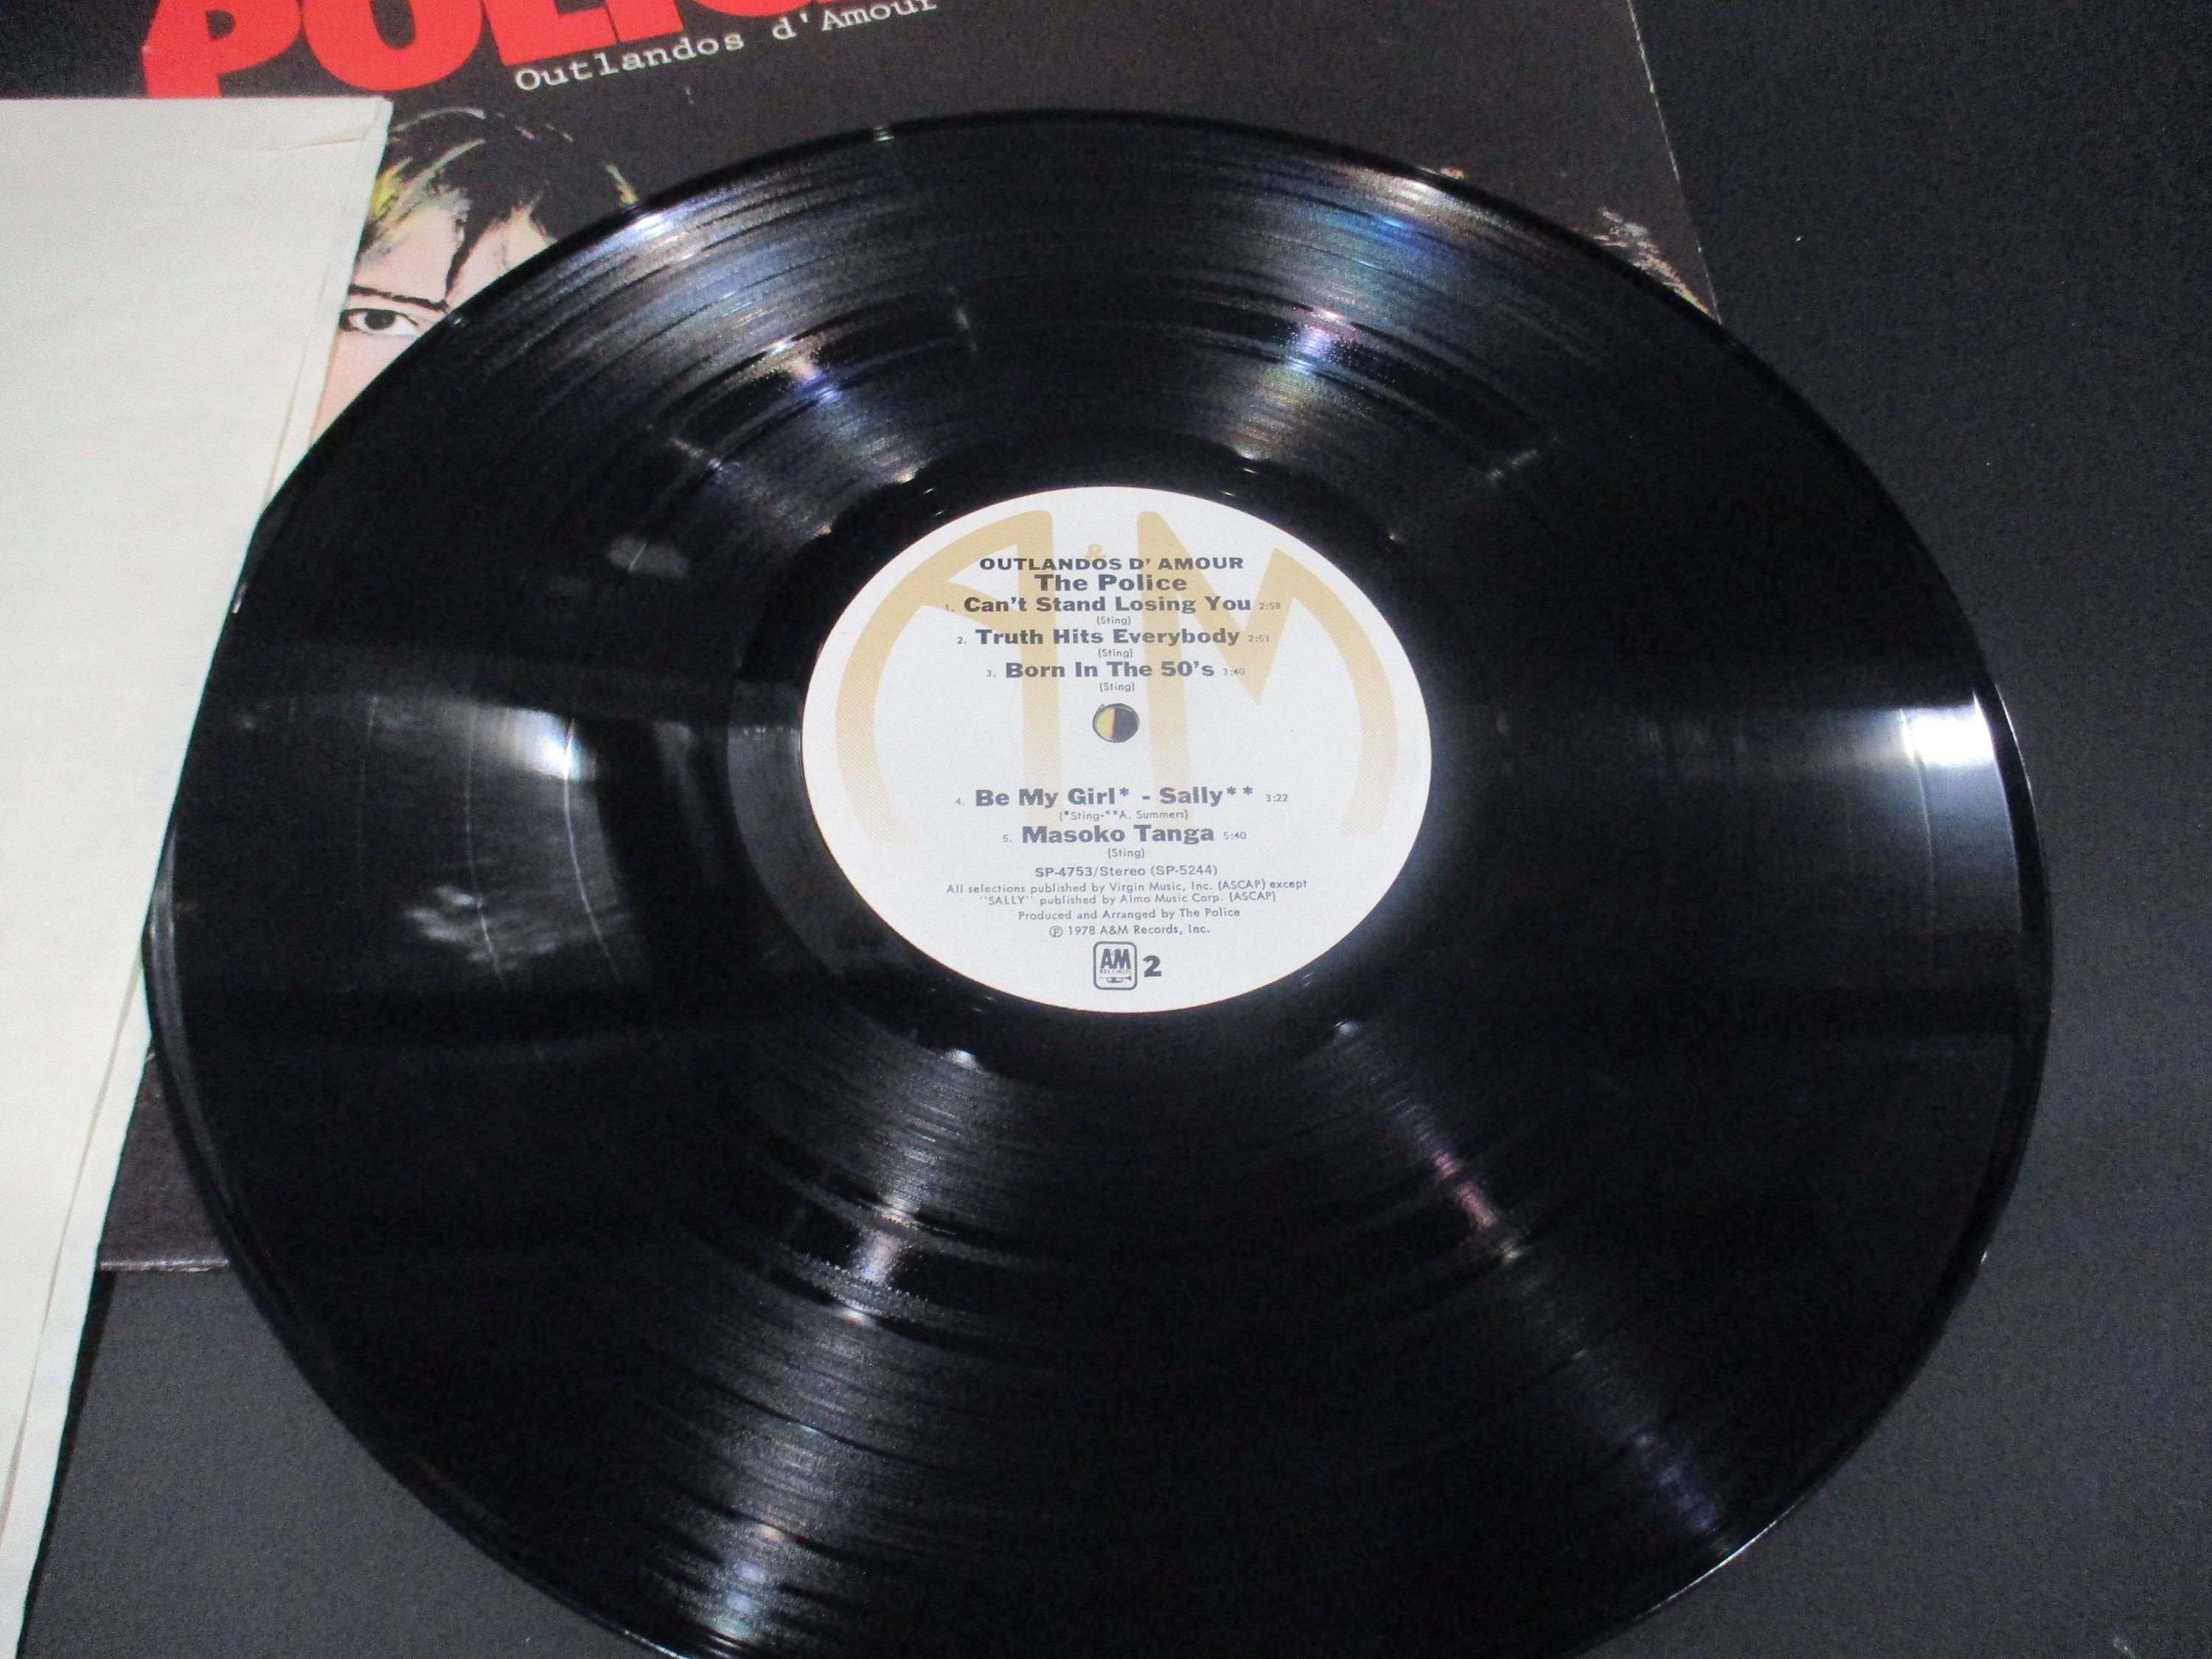 POLICE
Outlandos d'Amour
A & M
OUTLANDOS D' AMOUR
The Police
1. Can't Stand Losing You 2:58
(Sting)
2. Truth Hits Everybody 2:53
(Sting)
3. Born In The 50's 3:40
(Sting)
4. Be My Girl* - Sally** 3:22
(*Sting-**A. Summers)
5. Masoko Tanga 5:40
(Sting)
SP-4753/Stereo (SP-5244)
All selections published by Virgin Music, Inc. (ASCAP) except
"SALLY" published by Almo Music Corp. (ASCAP)
Produced and Arranged by The Police
℗ 1978 A&M Records, Inc.
AM RECORDS 2